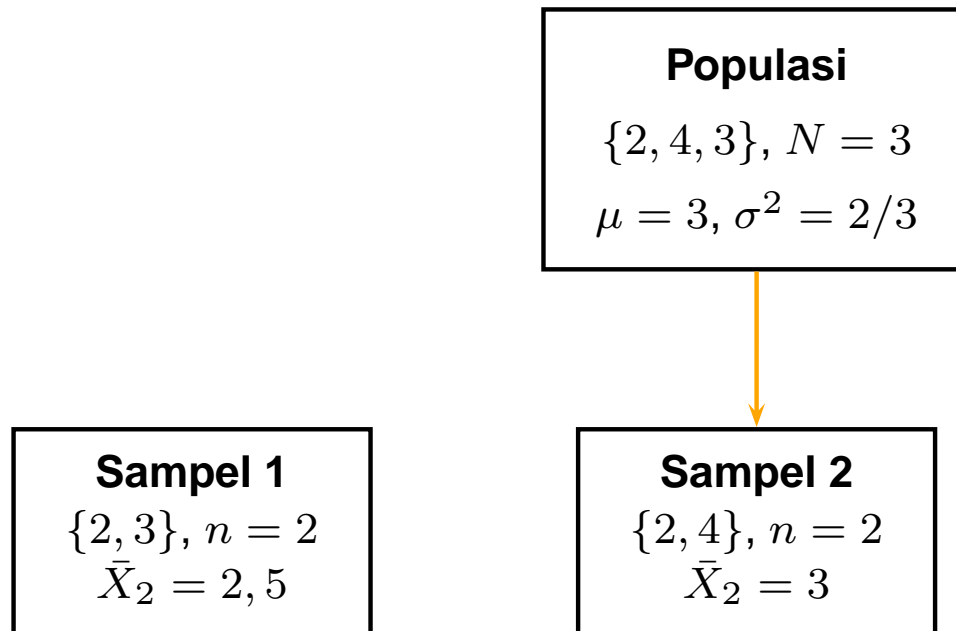 Populasi
{2, 4, 3}, N = 3
μ = 3, σ² = 2/3
Sampel 1
{2, 3}, n = 2
X̄₂ = 2, 5
Sampel 2
{2, 4}, n = 2
X̄₂ = 3